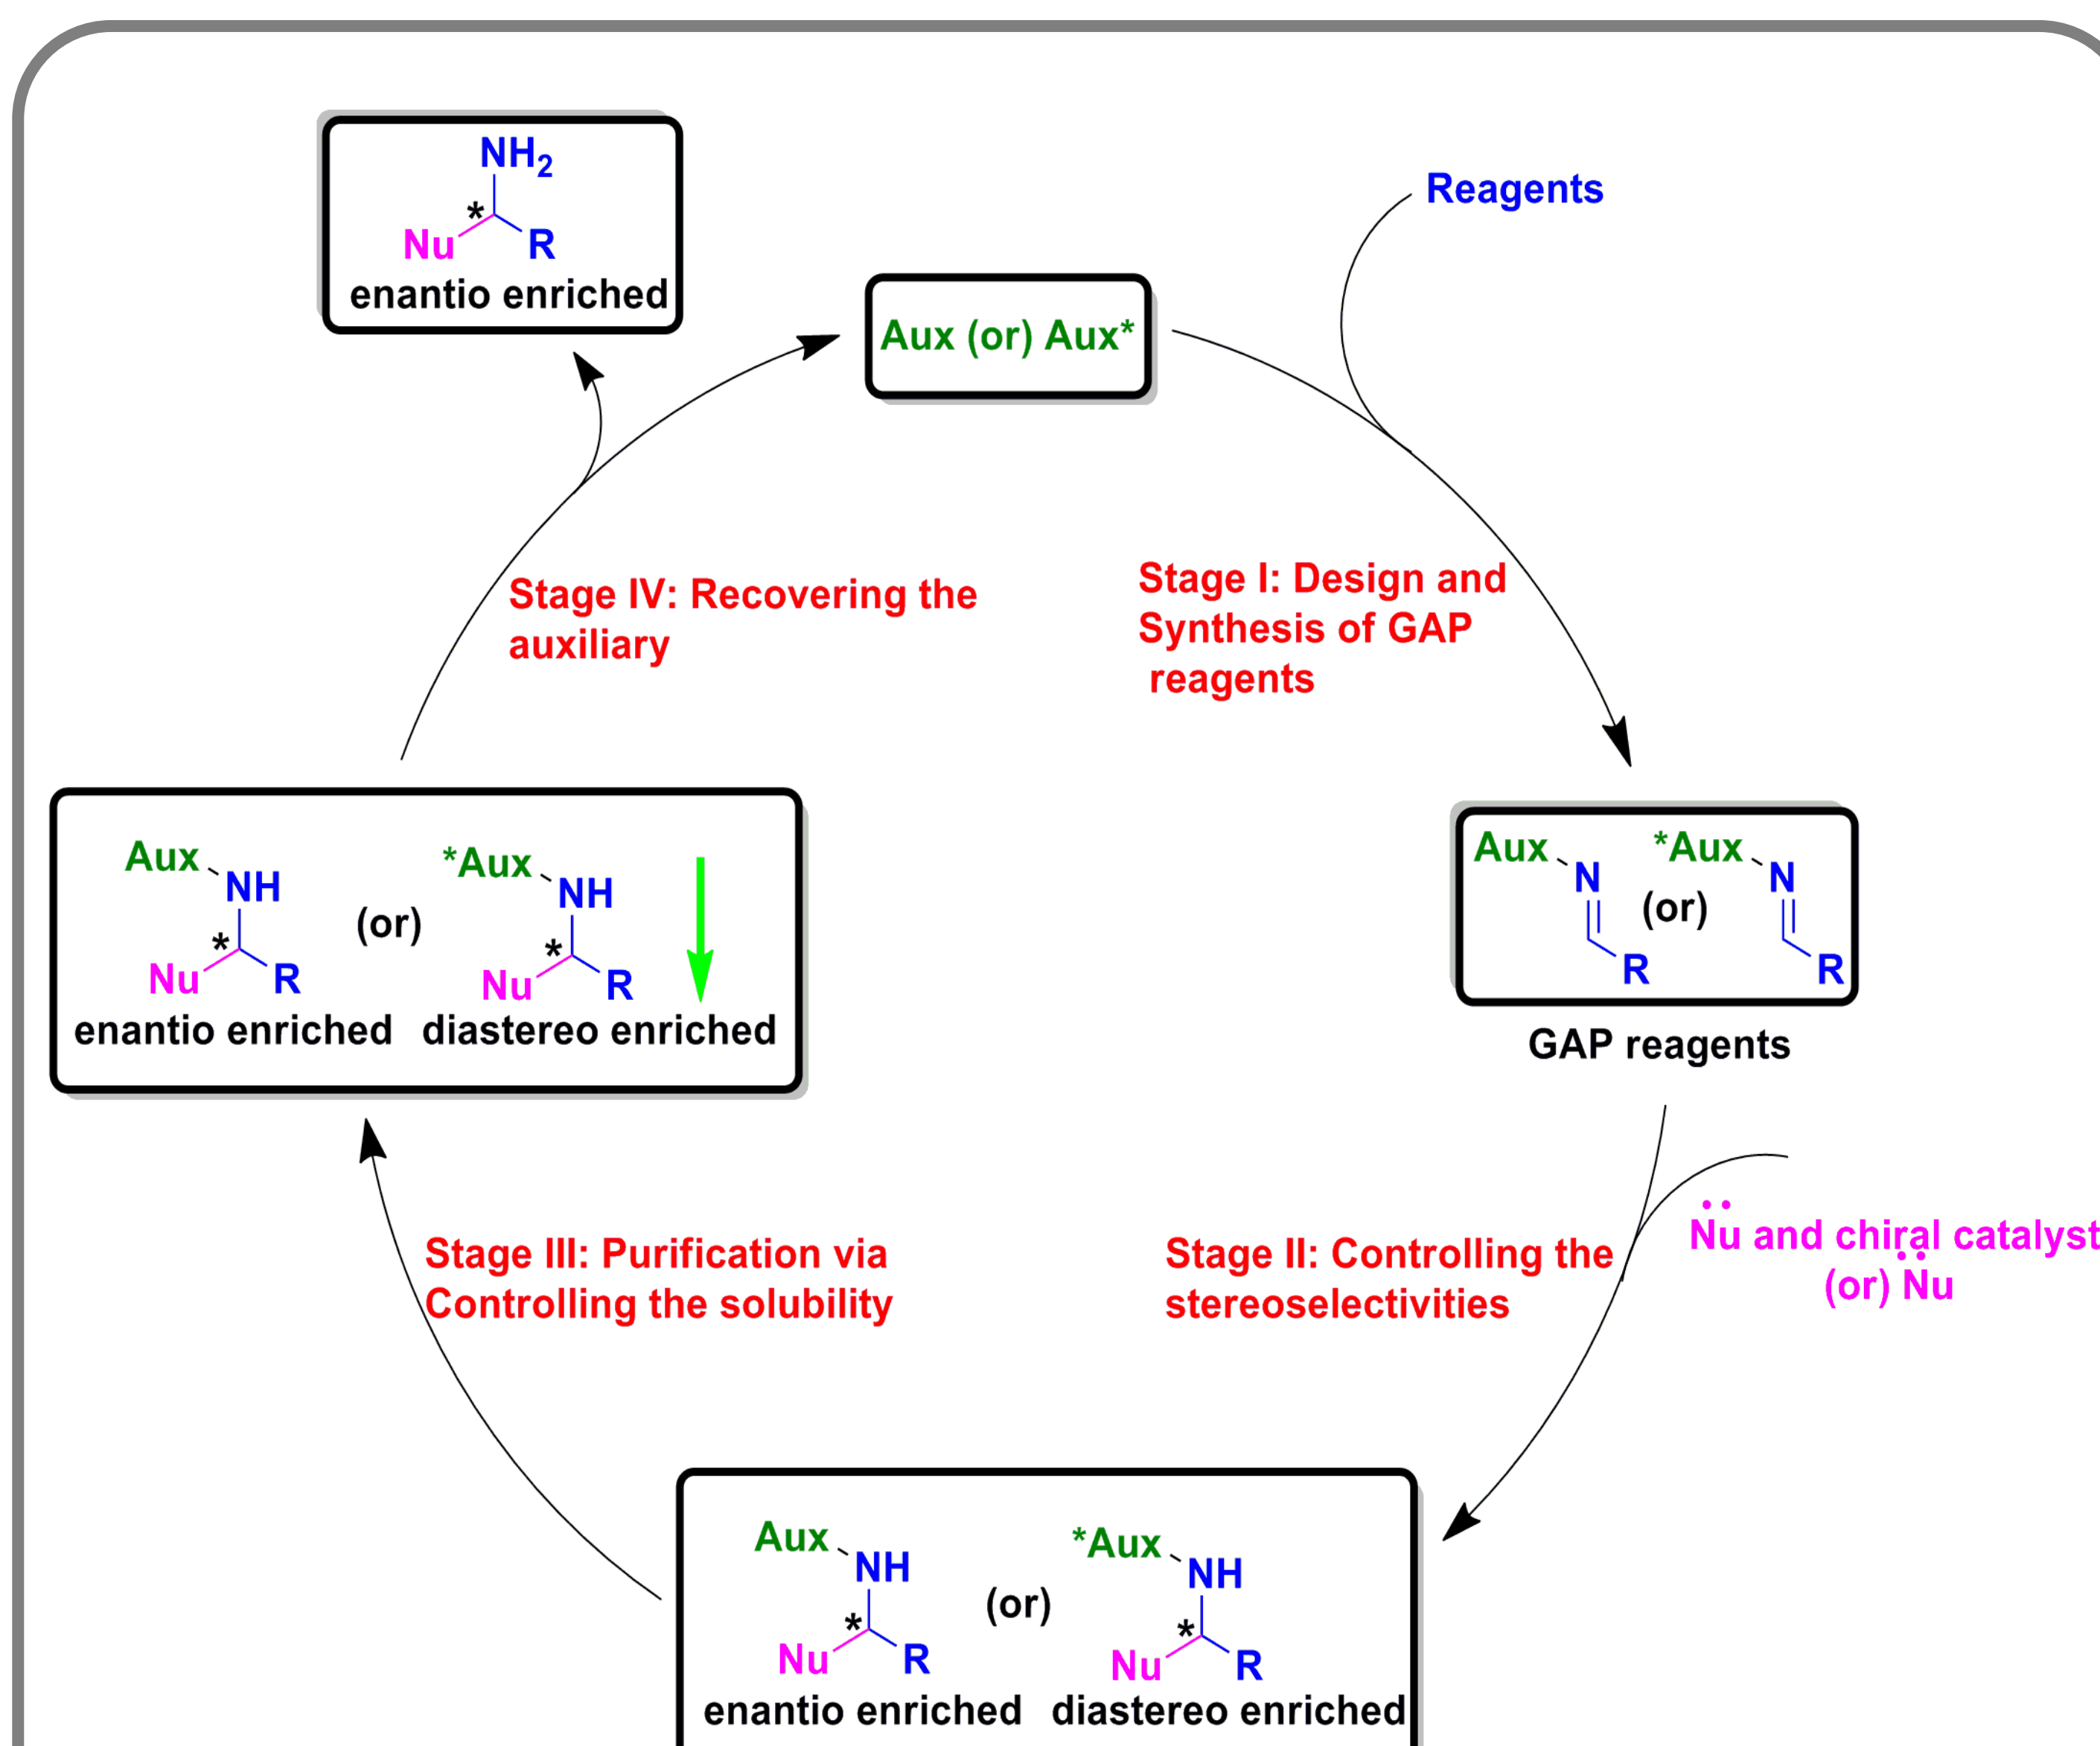 NH2
*
Nu
R
enantio enriched
Reagents
Aux (or) Aux*
Stage IV: Recovering the
auxiliary
Stage I: Design and
Synthesis of GAP
reagents
Aux
NH
*
Nu
R
enantio enriched
(or)
*Aux
NH
*
Nu
R
diastereo enriched
Aux
N
R
(or)
*Aux
N
R
GAP reagents
Stage III: Purification via
Controlling the solubility
Stage II: Controlling the
stereoselectivities
Nu and chiral catalyst
(or) Nu
Aux
NH
*
Nu
R
enantio enriched
(or)
*Aux
NH
*
Nu
R
diastereo enriched